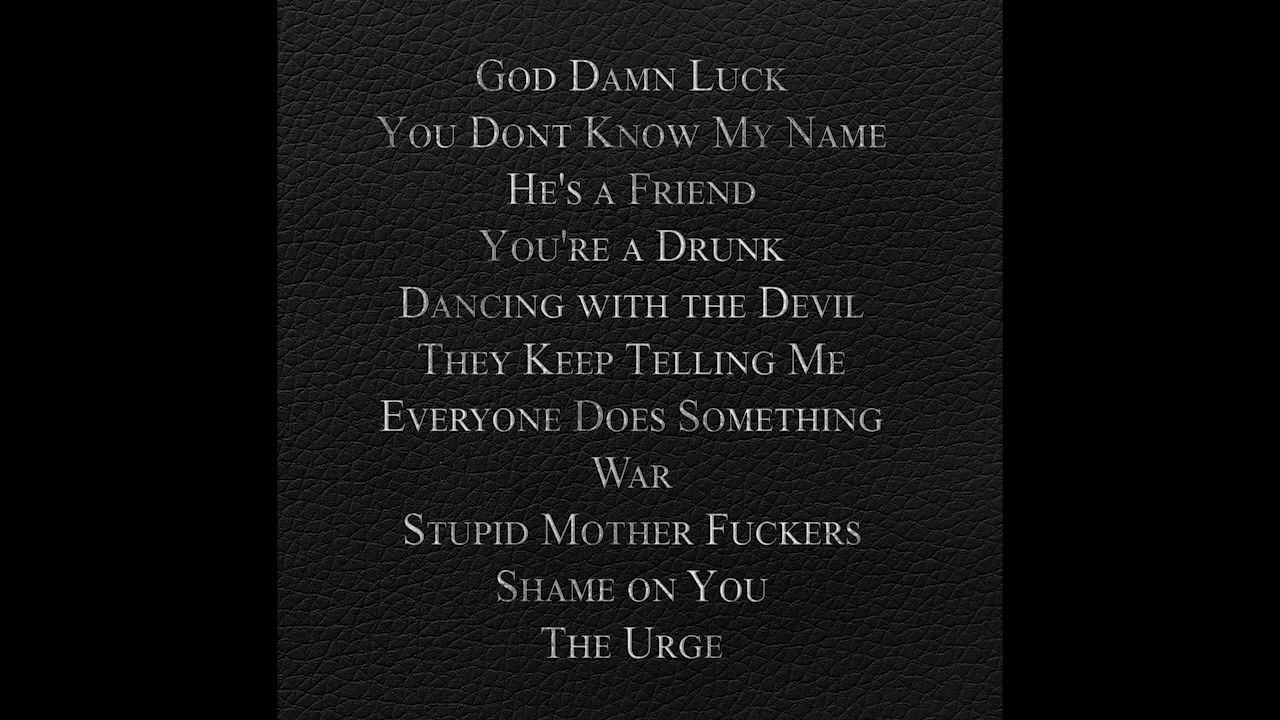 God Damn Luck
You Dont Know My Name
He's a Friend
You're a Drunk
Dancing with the Devil
They Keep Telling Me
Everyone Does Something
War
Stupid Mother Fuckers
Shame on You
The Urge